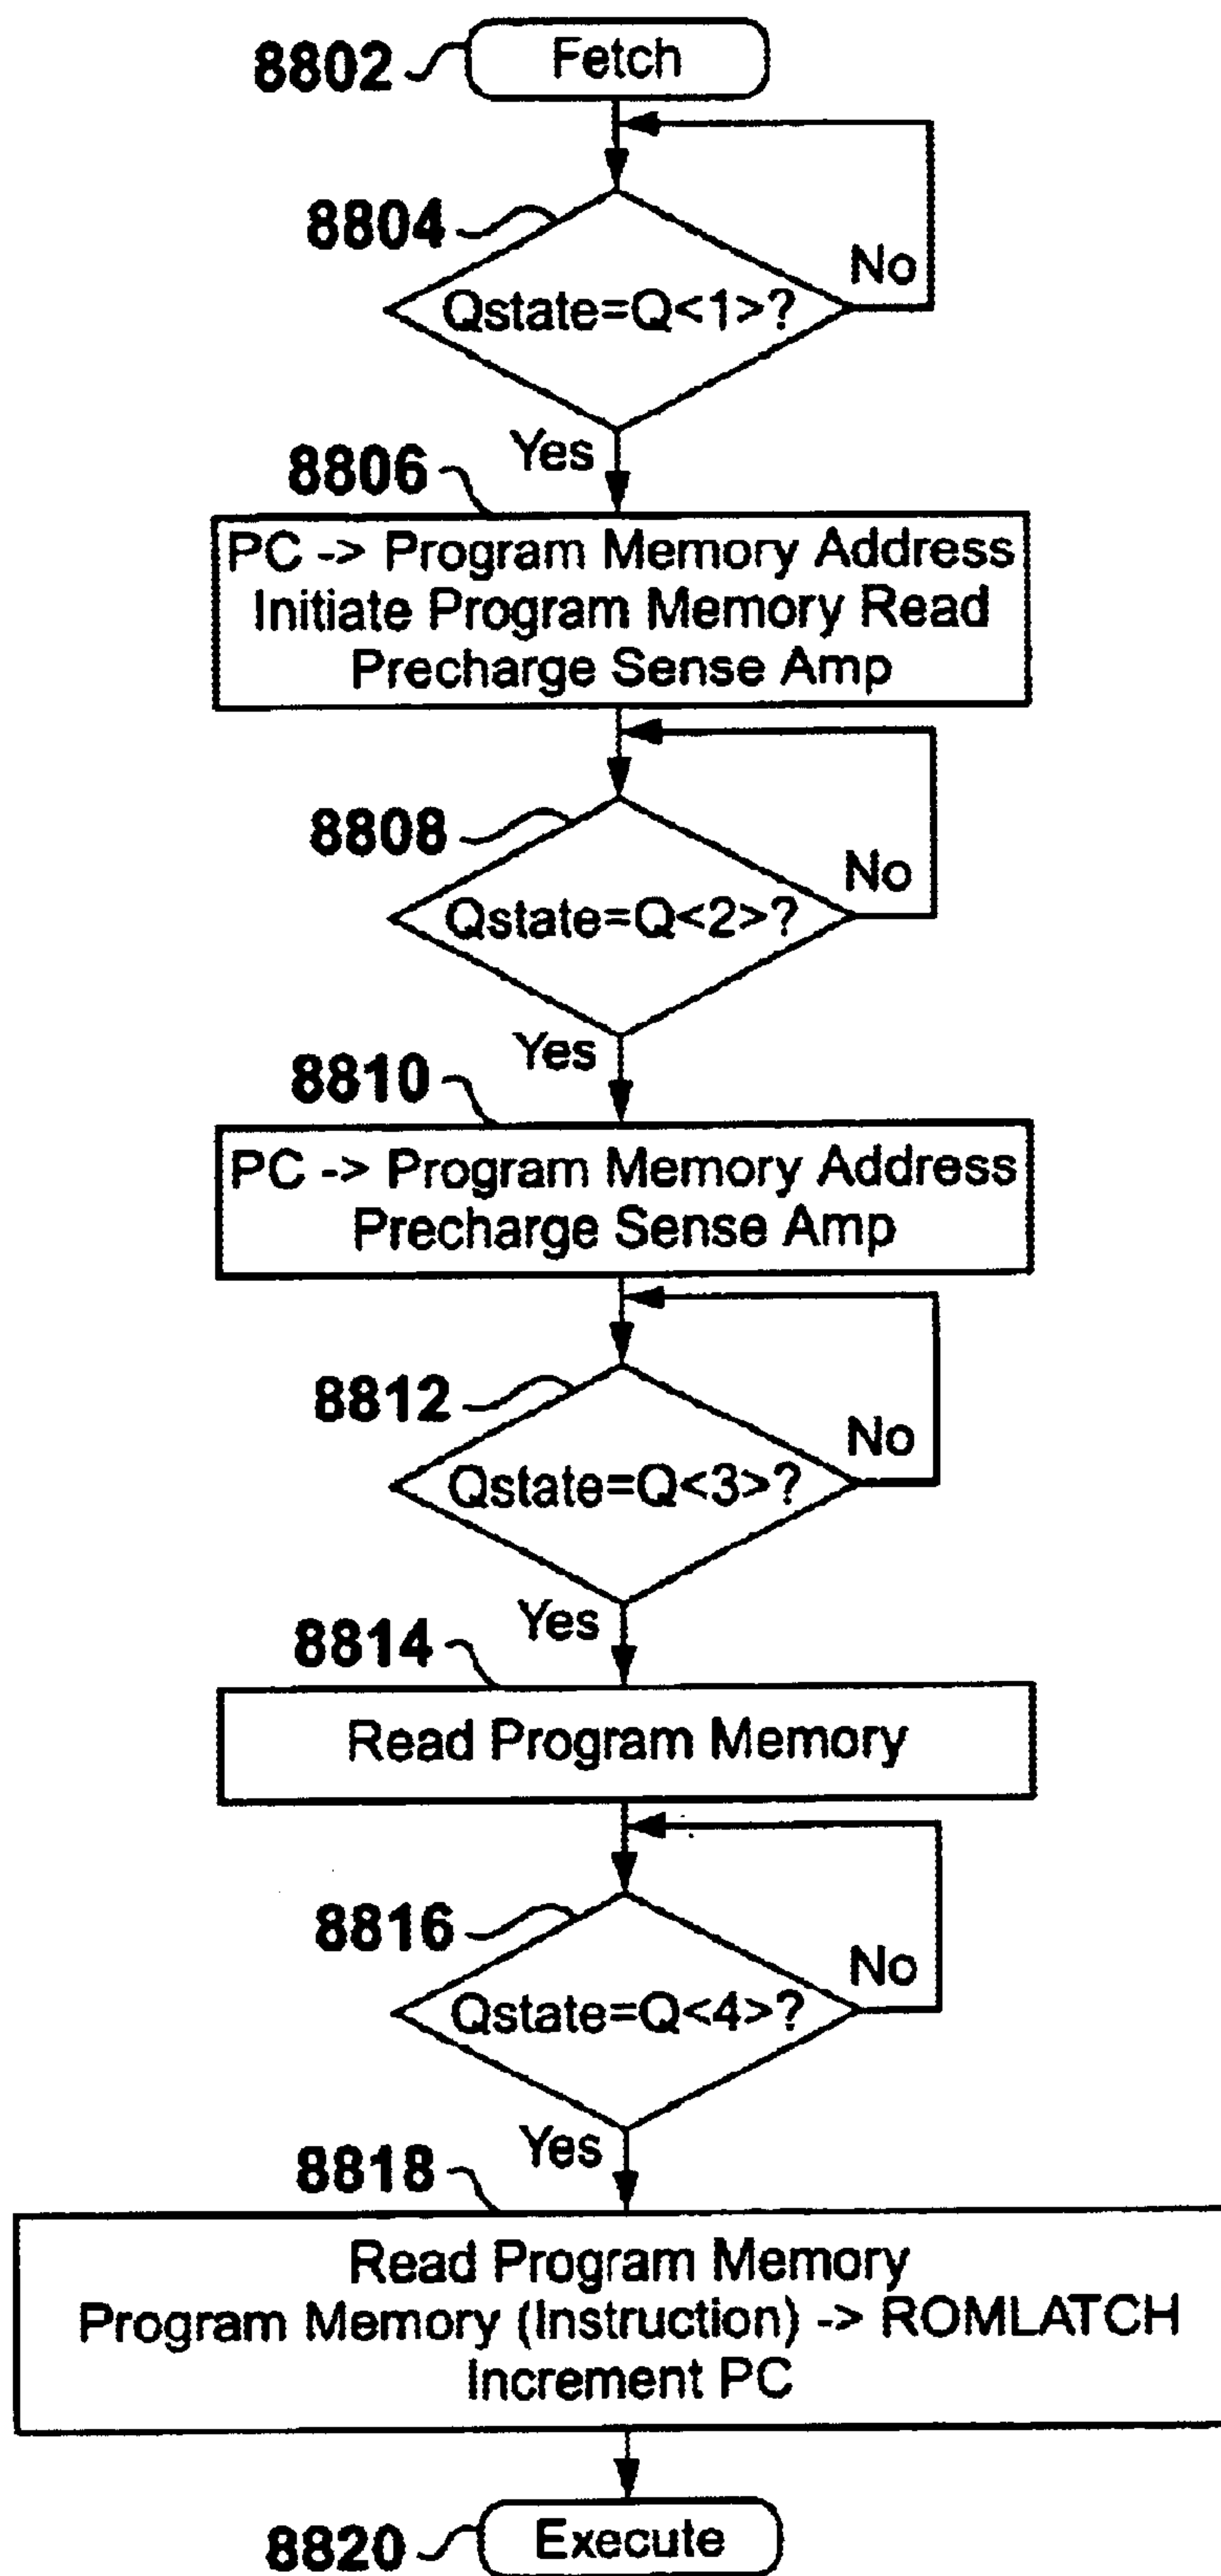 8802 Fetch
8804
No
Qstate=Q<1>?
Yes
8806
PC -> Program Memory Address
Initiate Program Memory Read
Precharge Sense Amp
8808
No
Qstate=Q<2>?
Yes
8810
PC -> Program Memory Address
Precharge Sense Amp
8812
No
Qstate=Q<3>?
Yes
8814
Read Program Memory
8816
No
Qstate=Q<4>?
Yes
8818
Read Program Memory
Program Memory (Instruction) -> ROMLATCH
Increment PC
8820 Execute